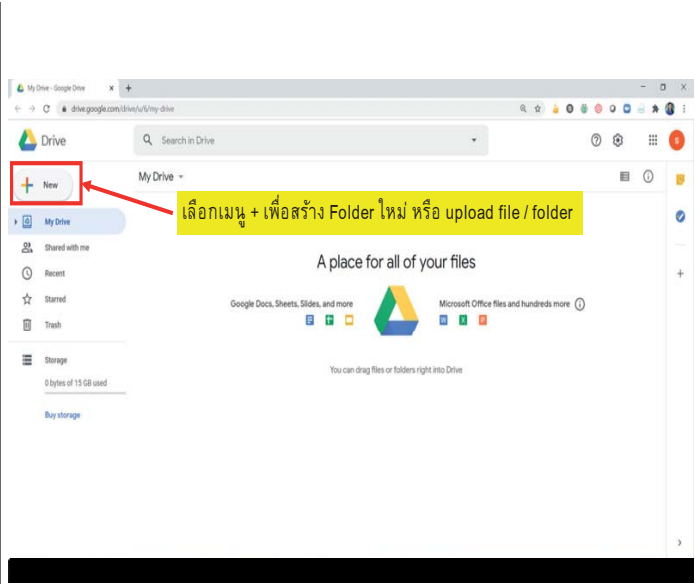 My Drive - Google Drive
drive.google.com/drive/u/6/my-drive
Drive
Search in Drive
S
New
My Drive
เลือกเมนู + เพื่อสร้าง Folder ใหม่ หรือ upload file / folder
My Drive
Shared with me
Recent
Starred
Trash
Storage
0 bytes of 15 GB used
Buy storage
A place for all of your files
Google Docs, Sheets, Slides, and more
Microsoft Office files and hundreds more
W X P
You can drag files or folders right into Drive